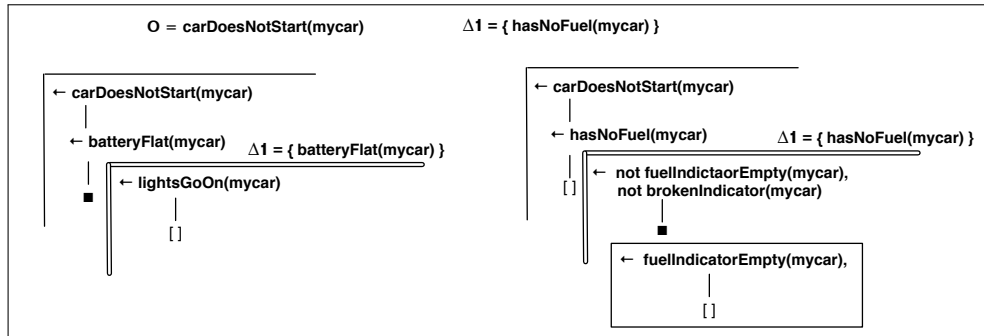 O = carDoesNotStart(mycar)
Δ1 = { hasNoFuel(mycar) }
← carDoesNotStart(mycar)
← batteryFlat(mycar)
Δ1 = { batteryFlat(mycar) }
← lightsGoOn(mycar)
■
[ ]
← carDoesNotStart(mycar)
← hasNoFuel(mycar)
Δ1 = { hasNoFuel(mycar) }
[ ]
← not fuelIndictaorEmpty(mycar),
not brokenIndicator(mycar)
■
← fuelIndicatorEmpty(mycar),
[ ]